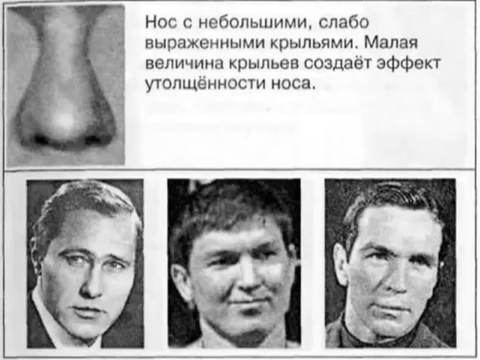 Нос с небольшими, слабо
выраженными крыльями. Малая
величина крыльев создаёт эффект
утолщённости носа.